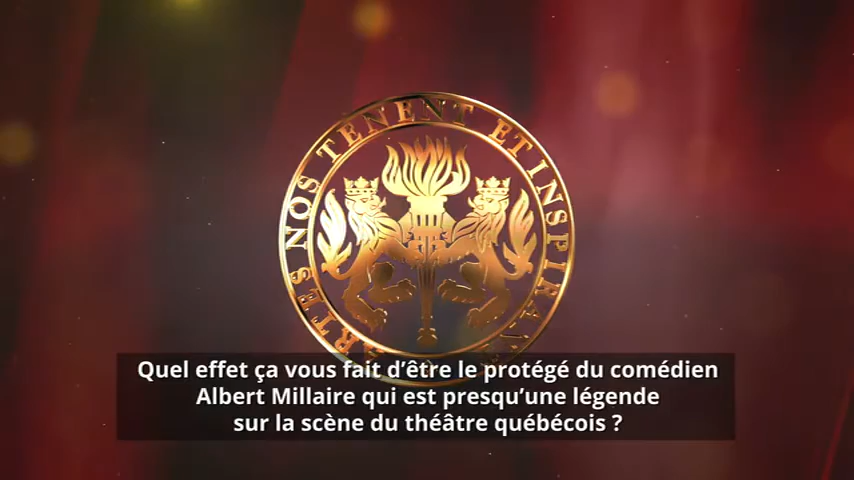 ARTES NOS TENENT ET INSPIRANT
Quel effet ça vous fait d’être le protégé du comédien
Albert Millaire qui est presqu’une légende
sur la scène du théâtre québécois ?